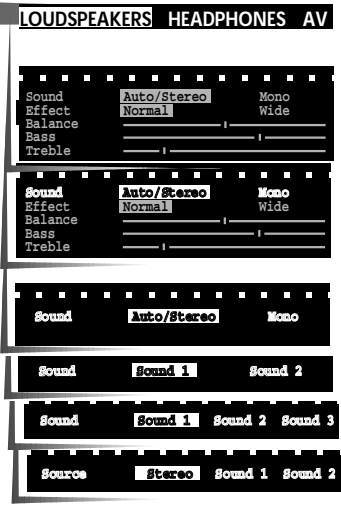 LOUDSPEAKERS HEADPHONES AV
Sound Auto/Stereo Mono
Effect Normal Wide
Balance
Bass
Treble
Sound Auto/Stereo Mono
Effect Normal Wide
Balance
Bass
Treble
Sound Auto/Stereo Mono
Sound Sound 1 Sound 2
Sound Sound 1 Sound 2 Sound 3
Source Stereo Sound 1 Sound 2